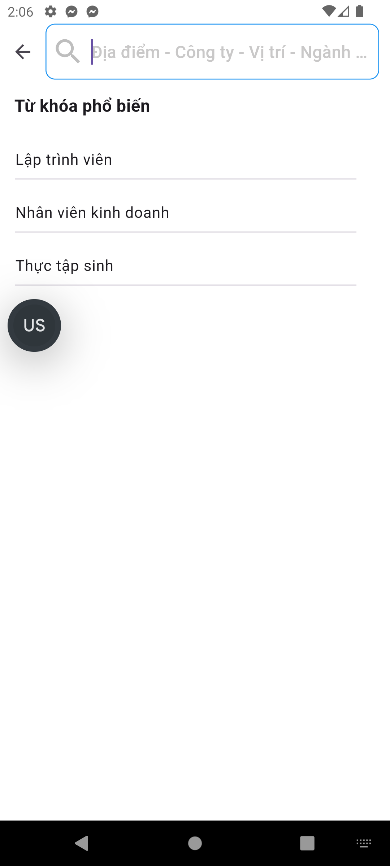 2:06
Địa điểm - Công ty - Vị trí - Ngành ...
Từ khóa phổ biến
Lập trình viên
Nhân viên kinh doanh
Thực tập sinh
US